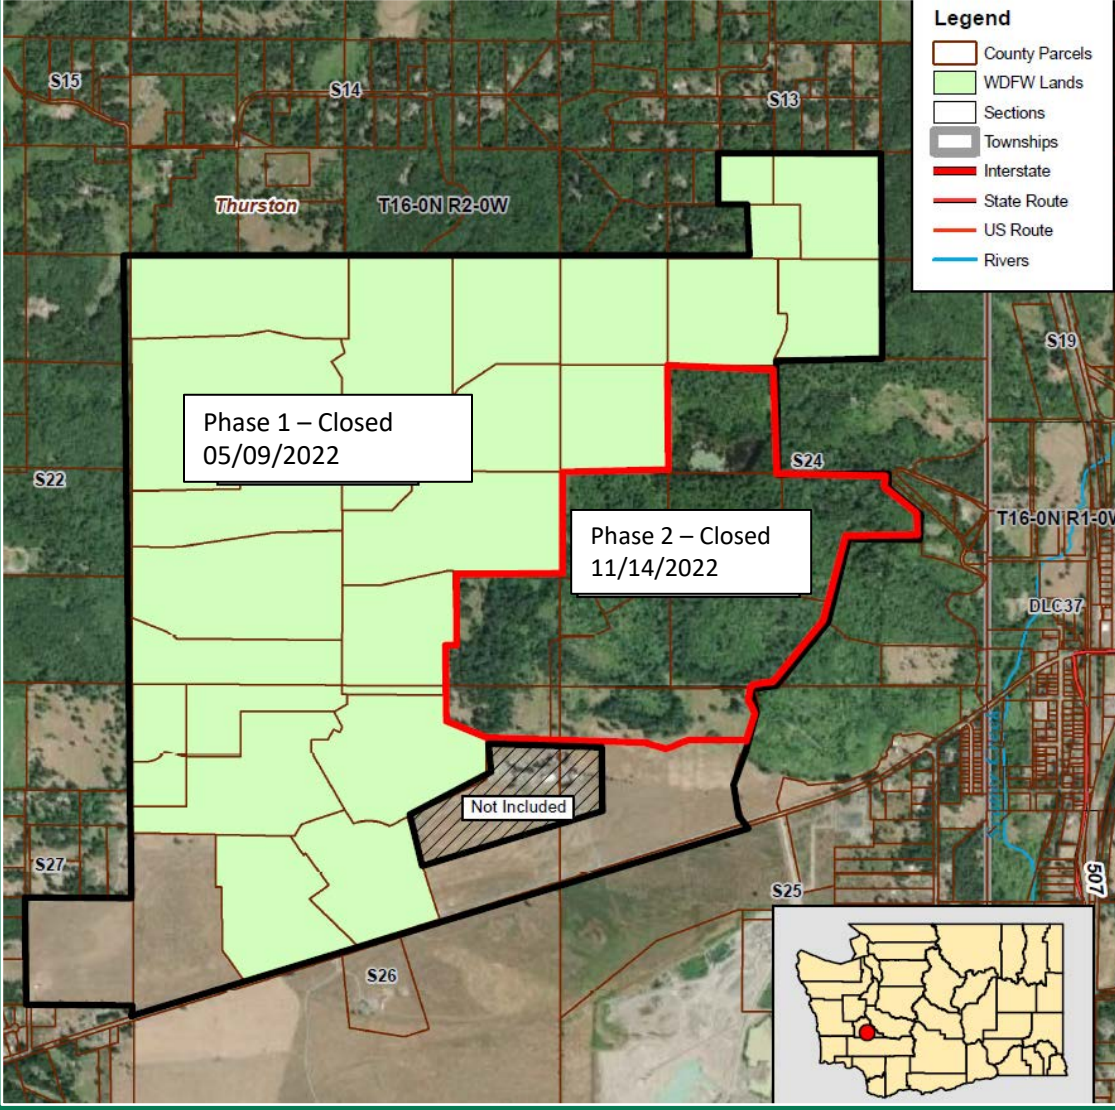 Legend
County Parcels
WDFW Lands
Sections
Townships
Interstate
State Route
US Route
Rivers
S15
S14
S13
Thurston
T16-0N R2-0W
S19
Phase 1 – Closed
05/09/2022
S22
S24
T16-0N R1-0W
Phase 2 – Closed
11/14/2022
DLC37
Not Included
S27
S25
507
S26